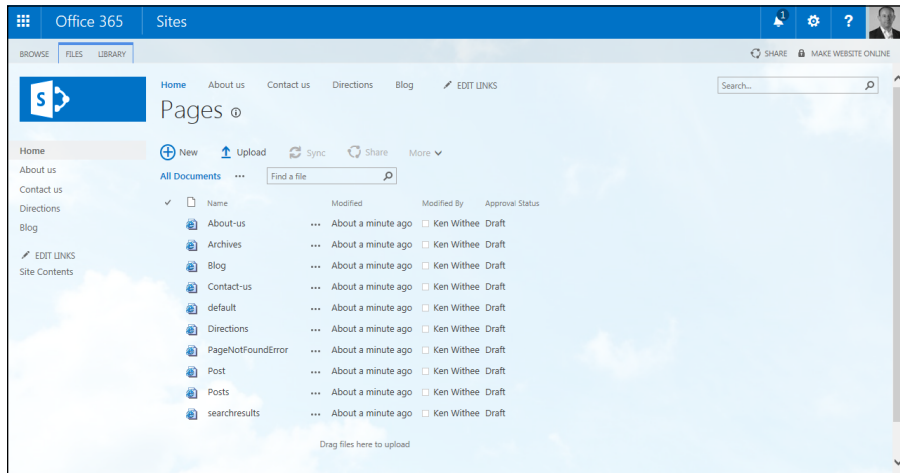 Office 365 Sites 1 ?
BROWSE FILES LIBRARY SHARE MAKE WEBSITE ONLINE
S
Home About us Contact us Directions Blog EDIT LINKS Search...
Pages
Home
About us
Contact us
Directions
Blog
EDIT LINKS
Site Contents
New Upload Sync Share More
All Documents ... Find a file
Name Modified Modified By Approval Status
About-us ... About a minute ago Ken Withee Draft
Archives ... About a minute ago Ken Withee Draft
Blog ... About a minute ago Ken Withee Draft
Contact-us ... About a minute ago Ken Withee Draft
default ... About a minute ago Ken Withee Draft
Directions ... About a minute ago Ken Withee Draft
PageNotFoundError ... About a minute ago Ken Withee Draft
Post ... About a minute ago Ken Withee Draft
Posts ... About a minute ago Ken Withee Draft
searchresults ... About a minute ago Ken Withee Draft
Drag files here to upload